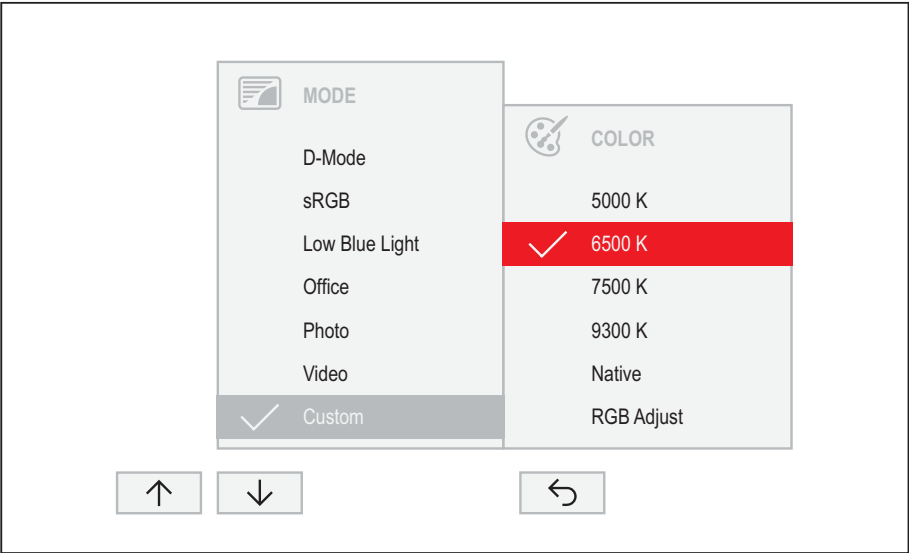 MODE
D-Mode
sRGB
Low Blue Light
Office
Photo
Video
Custom
COLOR
5000 K
6500 K
7500 K
9300 K
Native
RGB Adjust